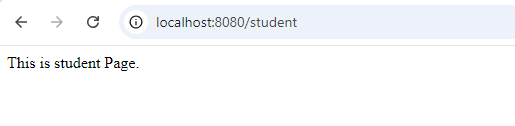 localhost:8080/student
This is student Page.